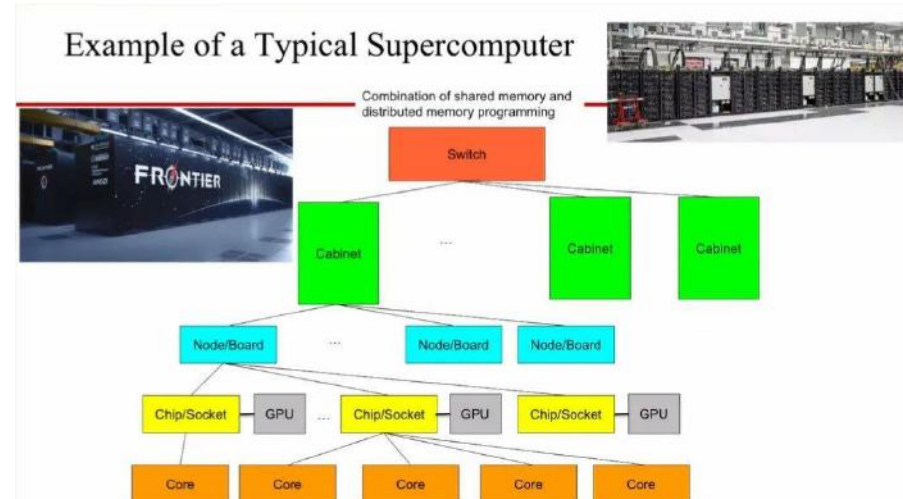 Example of a Typical Supercomputer
Combination of shared memory and
distributed memory programming
FRONTIER
Switch
Cabinet
...
Cabinet
Cabinet
Node/Board
...
Node/Board
Node/Board
Chip/Socket
GPU
...
Chip/Socket
GPU
Chip/Socket
GPU
Core
Core
Core
Core
Core